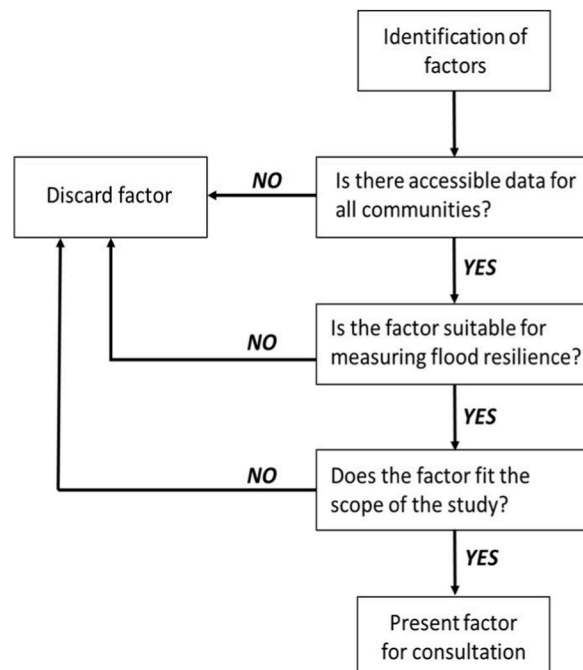 Identification of
factors
Discard factor
NO
Is there accessible data for
all communities?
YES
NO
Is the factor suitable for
measuring flood resilience?
YES
NO
Does the factor fit the
scope of the study?
YES
Present factor
for consultation